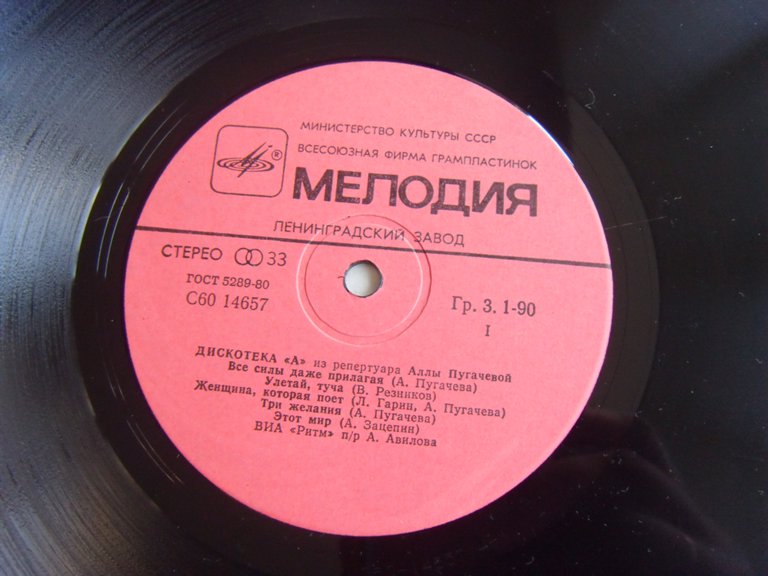 МИНИСТЕРСТВО КУЛЬТУРЫ СССР
ВСЕСОЮЗНАЯ ФИРМА ГРАМПЛАСТИНОК
®
МЕЛОДИЯ
ЛЕНИНГРАДСКИЙ ЗАВОД
СТЕРЕО 33
ГОСТ 5289-80
С60 14657
Гр. 3. 1-90
I
ДИСКОТЕКА «А» из репертуара Аллы Пугачевой
Все силы даже прилагая (А. Пугачева)
Улетай, туча (В. Резников)
Женщина, которая поет (Л. Гарин, А. Пугачева)
Три желания (А. Пугачева)
Этот мир (А. Зацепин)
ВИА «Ритм» п/р А. Авилова